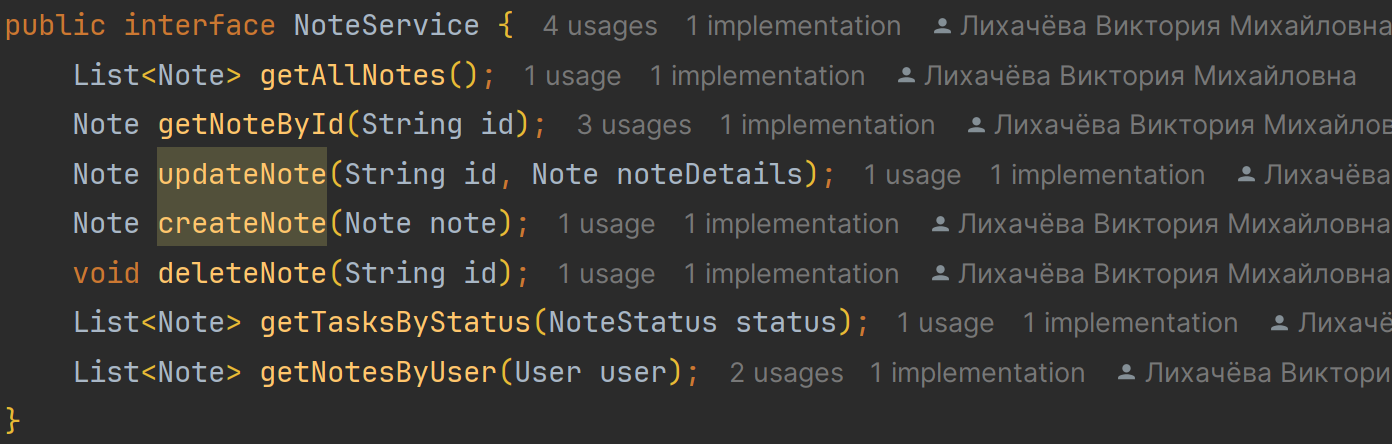 public interface NoteService { 4 usages 1 implementation Лихачёва Виктория Михайловна
List<Note> getAllNotes(); 1 usage 1 implementation Лихачёва Виктория Михайловна
Note getNoteById(String id); 3 usages 1 implementation Лихачёва Виктория Михайлов
Note updateNote(String id, Note noteDetails); 1 usage 1 implementation Лихачёва
Note createNote(Note note); 1 usage 1 implementation Лихачёва Виктория Михайловна
void deleteNote(String id); 1 usage 1 implementation Лихачёва Виктория Михайловна
List<Note> getTasksByStatus(NoteStatus status); 1 usage 1 implementation Лихачё
List<Note> getNotesByUser(User user); 2 usages 1 implementation Лихачёва Виктори
}